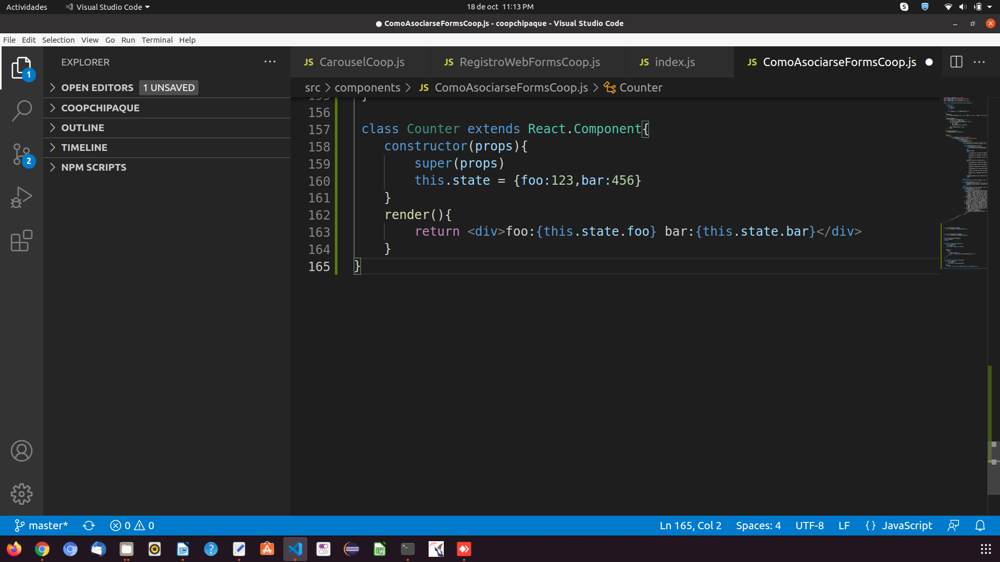 Actividades
Visual Studio Code
18 de oct 11:13 PM
● ComoAsociarseFormsCoop.js - coopchipaque - Visual Studio Code
File Edit Selection View Go Run Terminal Help
EXPLORER
1
OPEN EDITORS 1 UNSAVED
COOPCHIPAQUE
OUTLINE
TIMELINE
NPM SCRIPTS
2
JS CarouselCoop.js
JS RegistroWebFormsCoop.js
JS index.js
JS ComoAsociarseFormsCoop.js ●
src > components > JS ComoAsociarseFormsCoop.js > Counter
156
157 class Counter extends React.Component{
158 constructor(props){
159 super(props)
160 this.state = {foo:123,bar:456}
161 }
162 render(){
163 return <div>foo:{this.state.foo} bar:{this.state.bar}</div>
164 }
165 }
master* 0 0
Ln 165, Col 2 Spaces: 4 UTF-8 LF {} JavaScript